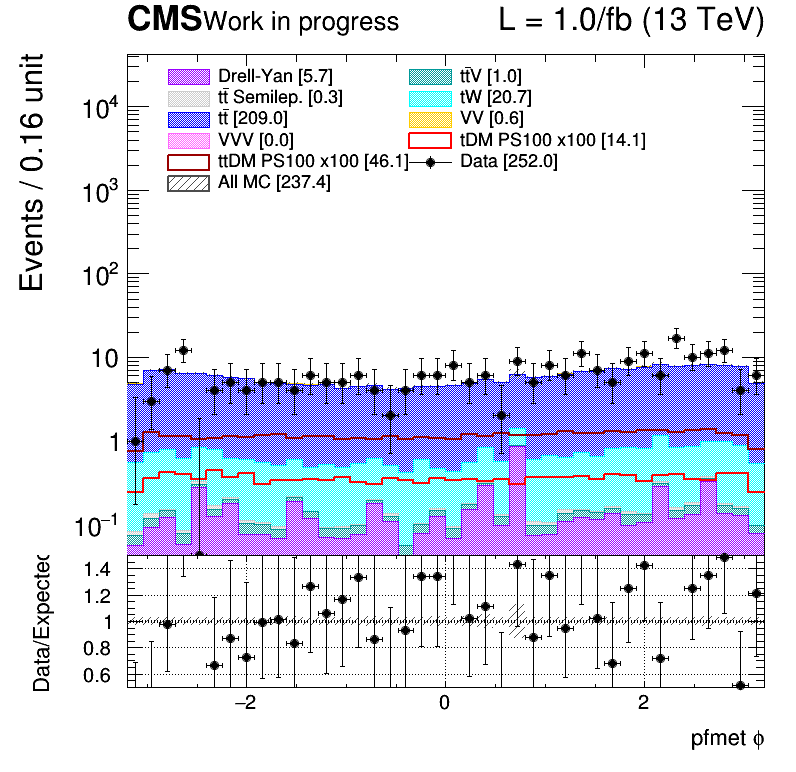 CMS Work in progress L = 1.0/fb (13 TeV)
Events / 0.16 unit
Drell-Yan [5.7] tt̄V [1.0]
tt̄ Semilep. [0.3] tW [20.7]
tt̄ [209.0] VV [0.6]
VVV [0.0] tDM PS100 x100 [14.1]
ttDM PS100 x100 [46.1] Data [252.0]
All MC [237.4]
10⁴
10³
10²
10
1
10⁻¹
Data/Expected
1.4
1.2
1
0.8
0.6
−2 0 2
pfmet ϕ